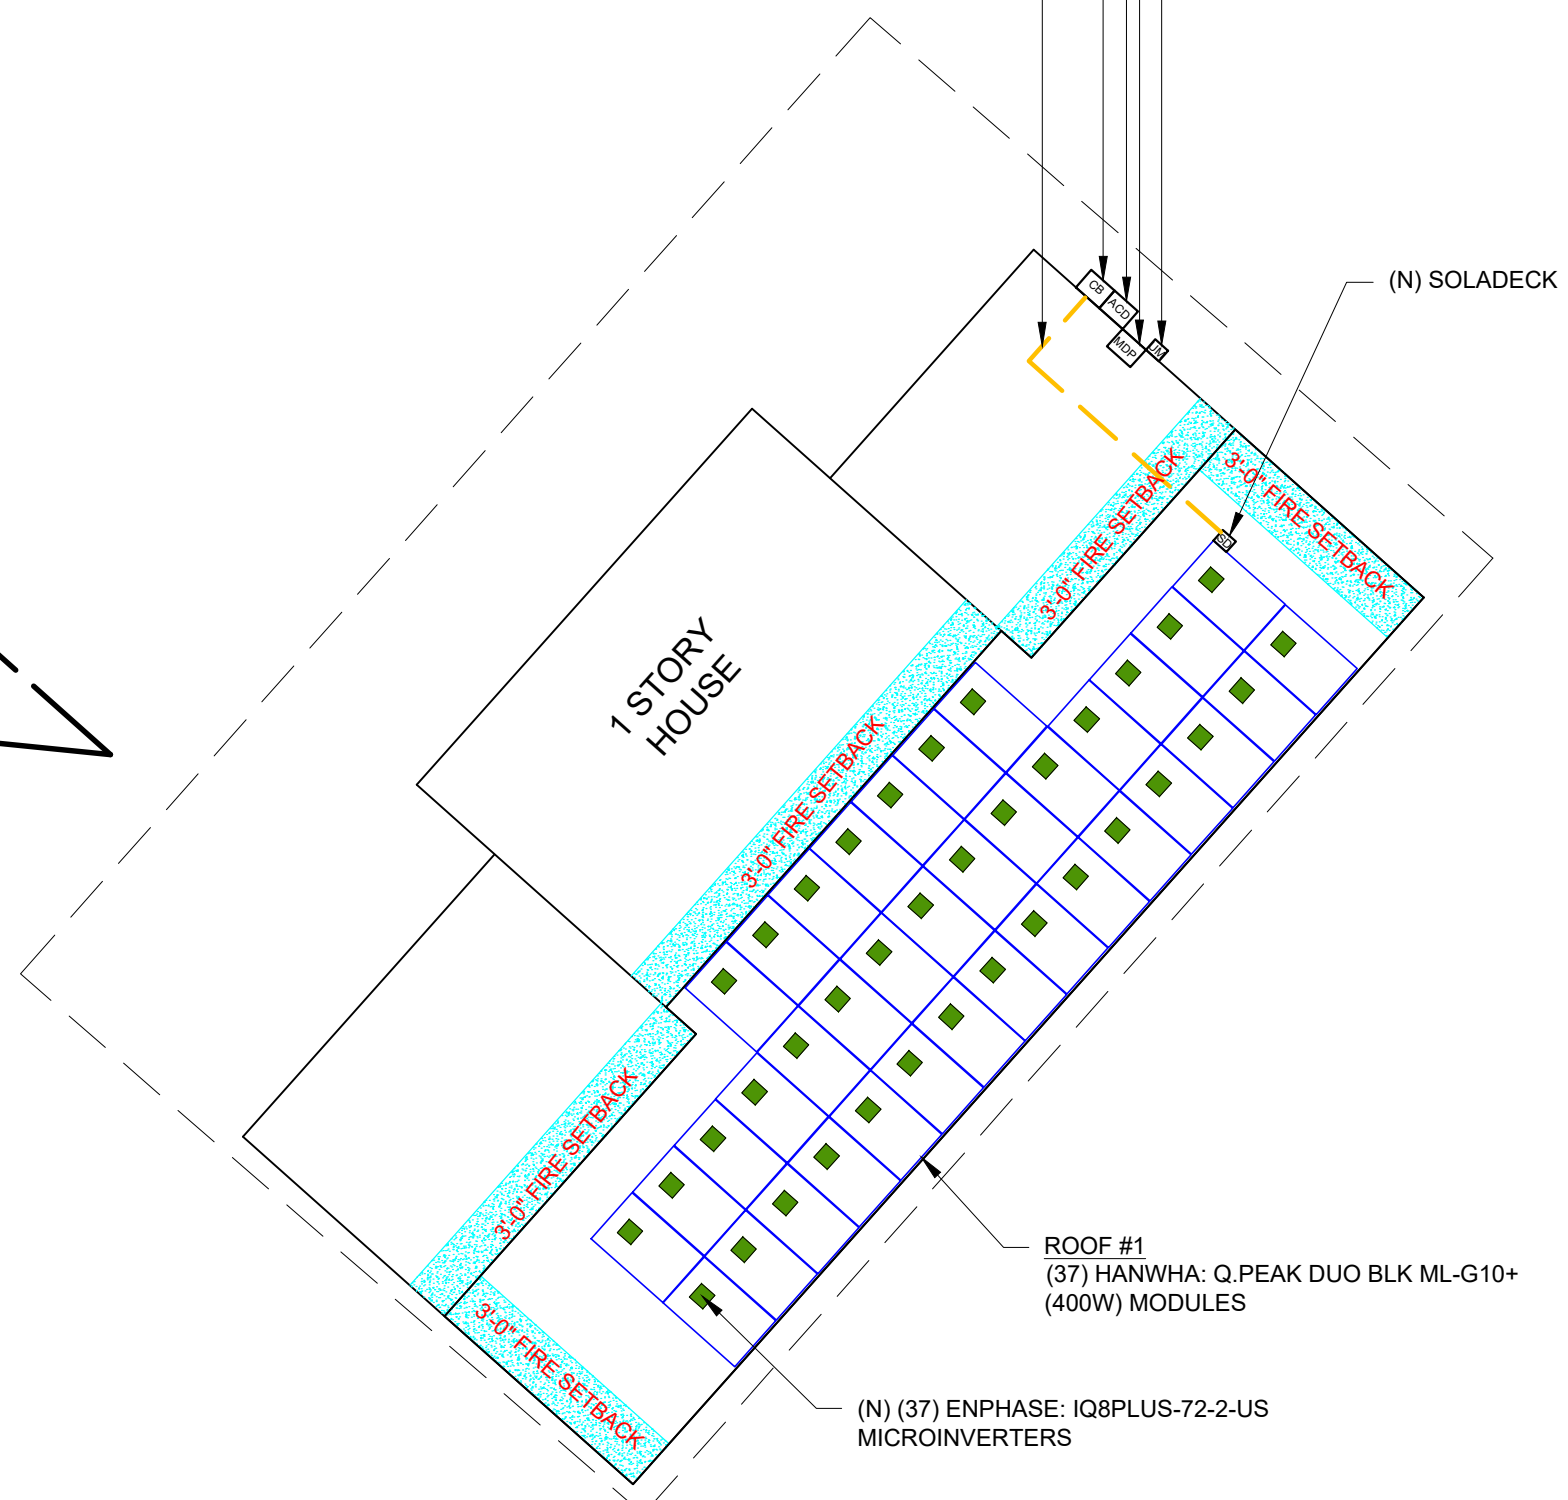 CB
ACD
MDP
UM
(N) SOLADECK
3'-0" FIRE SETBACK
3'-0" FIRE SETBACK
SD
1 STORY
HOUSE
3'-0" FIRE SETBACK
3'-0" FIRE SETBACK
ROOF #1
(37) HANWHA: Q.PEAK DUO BLK ML-G10+
(400W) MODULES
3'-0" FIRE SETBACK
(N) (37) ENPHASE: IQ8PLUS-72-2-US
MICROINVERTERS